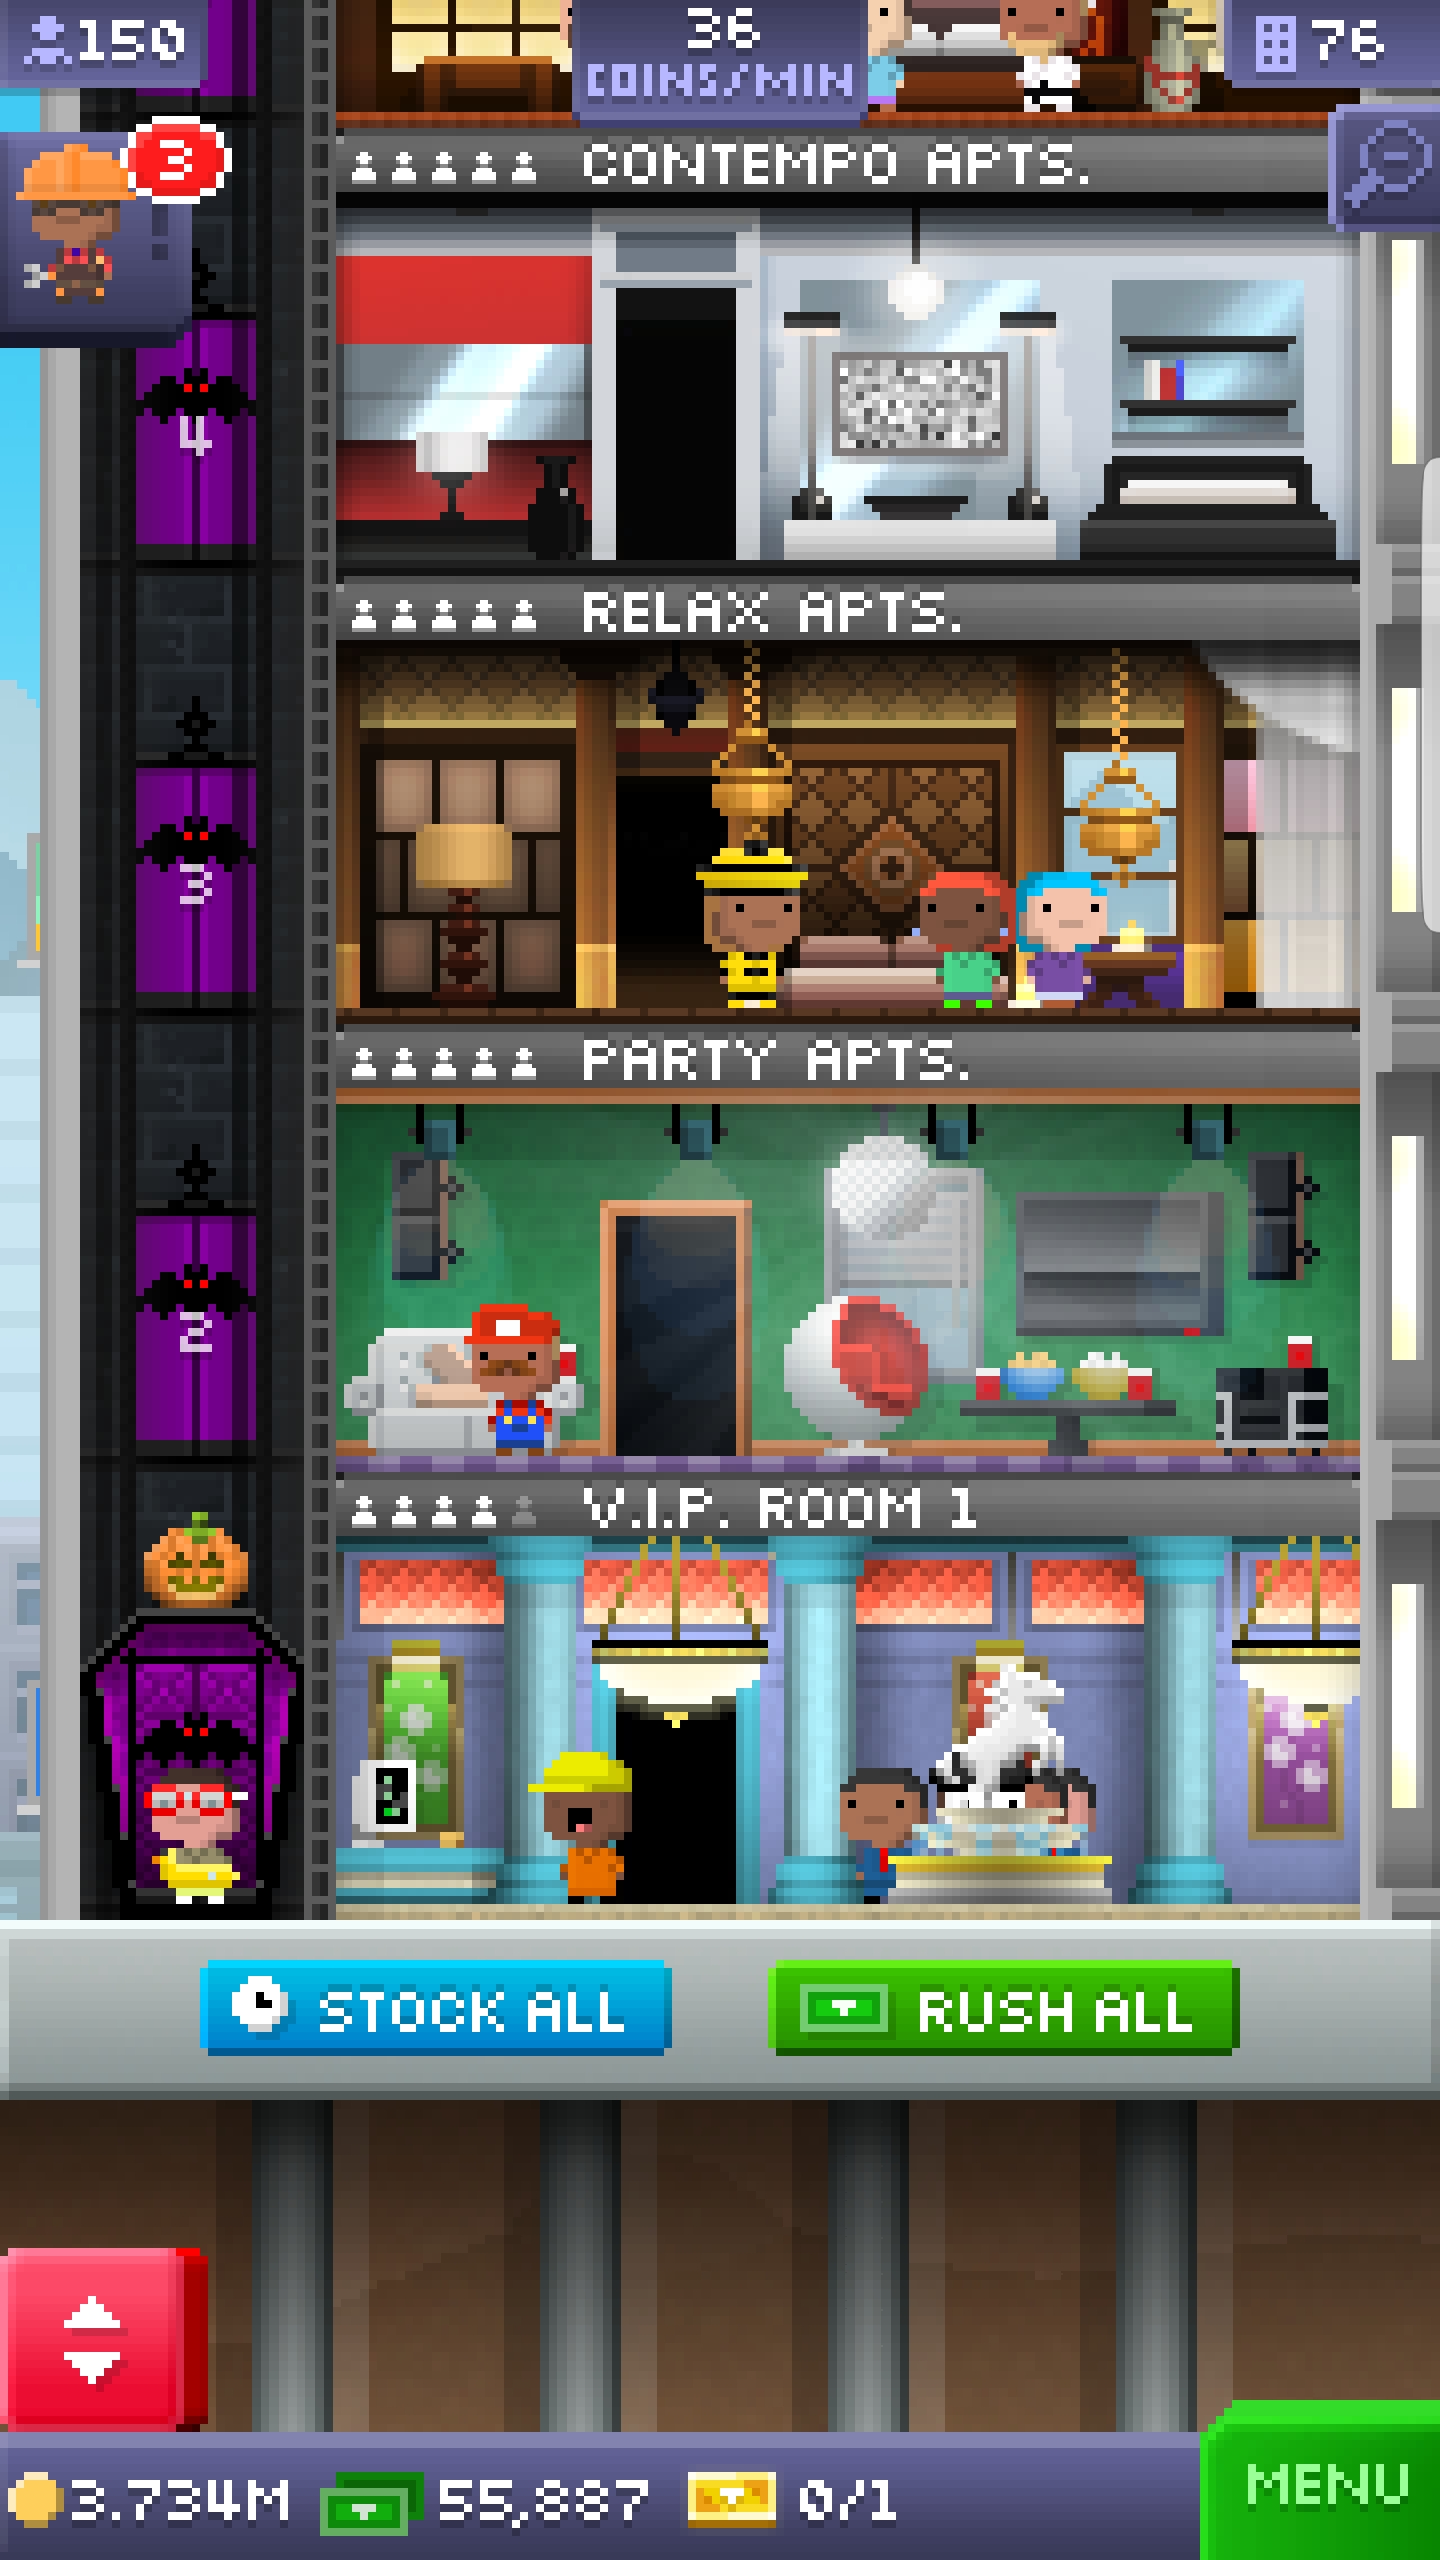 150
36
COINS/MIN
76
3
CONTEMPO APTS.
4
RELAX APTS.
3
PARTY APTS.
2
V.I.P. ROOM 1
STOCK ALL
RUSH ALL
3.734M
55,887
0/1
MENU